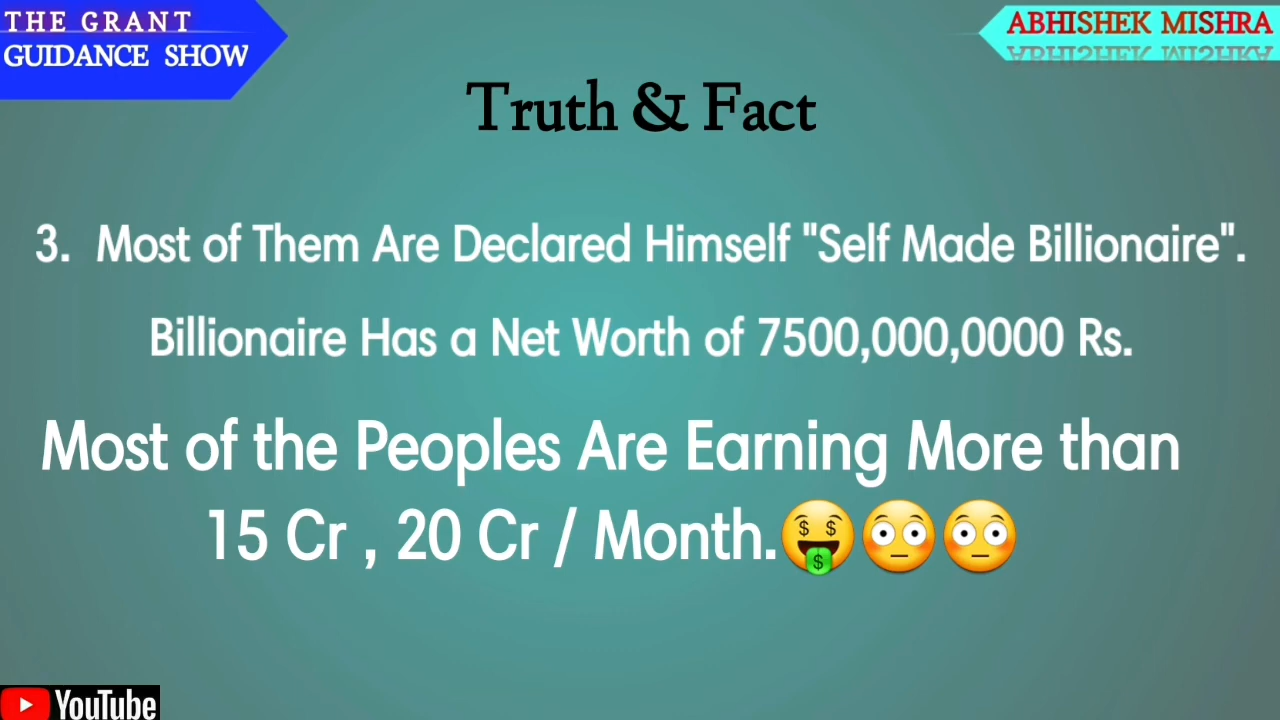 THE GRANT
GUIDANCE SHOW
ABHISHEK MISHRA
Truth & Fact
3. Most of Them Are Declared Himself "Self Made Billionaire".
Billionaire Has a Net Worth of 7500,000,0000 Rs.
Most of the Peoples Are Earning More than
15 Cr , 20 Cr / Month.🤑😳😳
YouTube